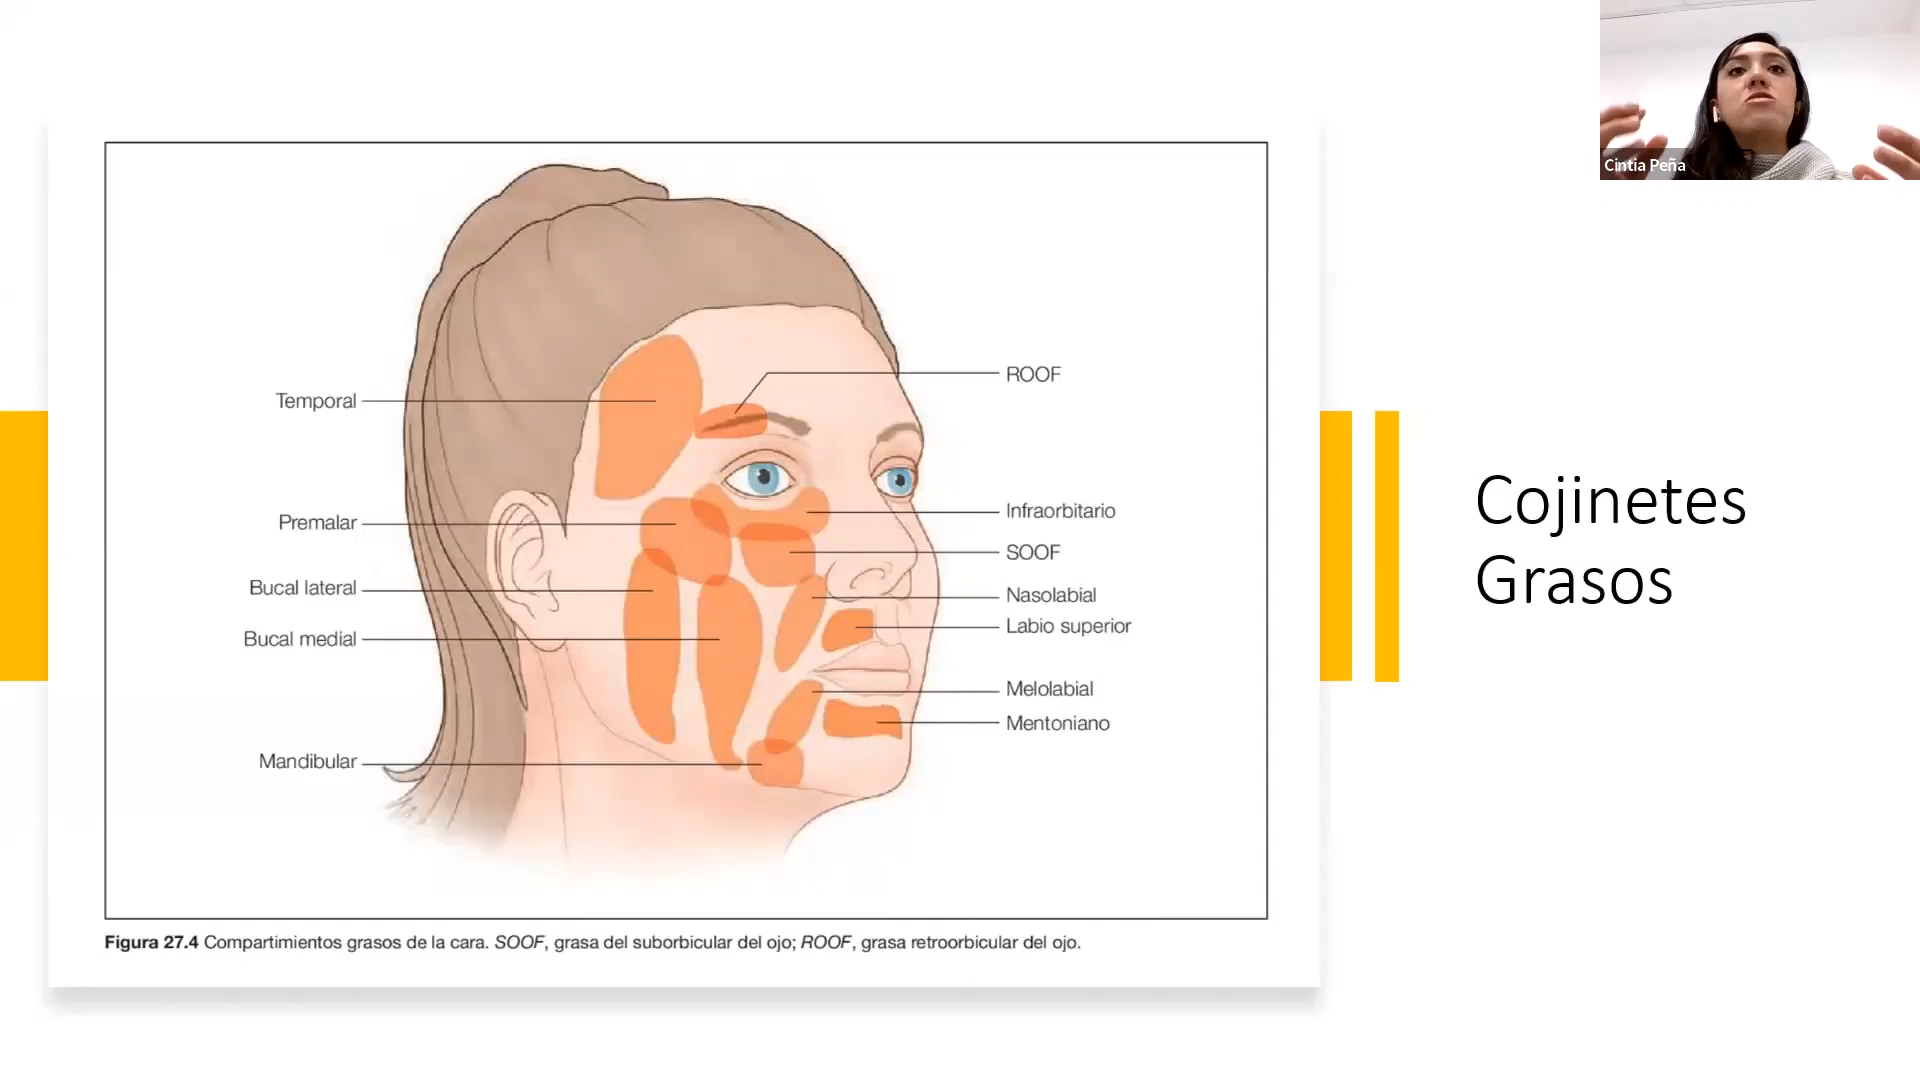 Cintia Peña
Temporal
Premalar
Bucal lateral
Bucal medial
Mandibular
ROOF
Infraorbitario
SOOF
Nasolabial
Labio superior
Melolabial
Mentoniano
Figura 27.4 Compartimientos grasos de la cara. SOOF, grasa del suborbicular del ojo; ROOF, grasa retroorbicular del ojo.
Cojinetes
Grasos